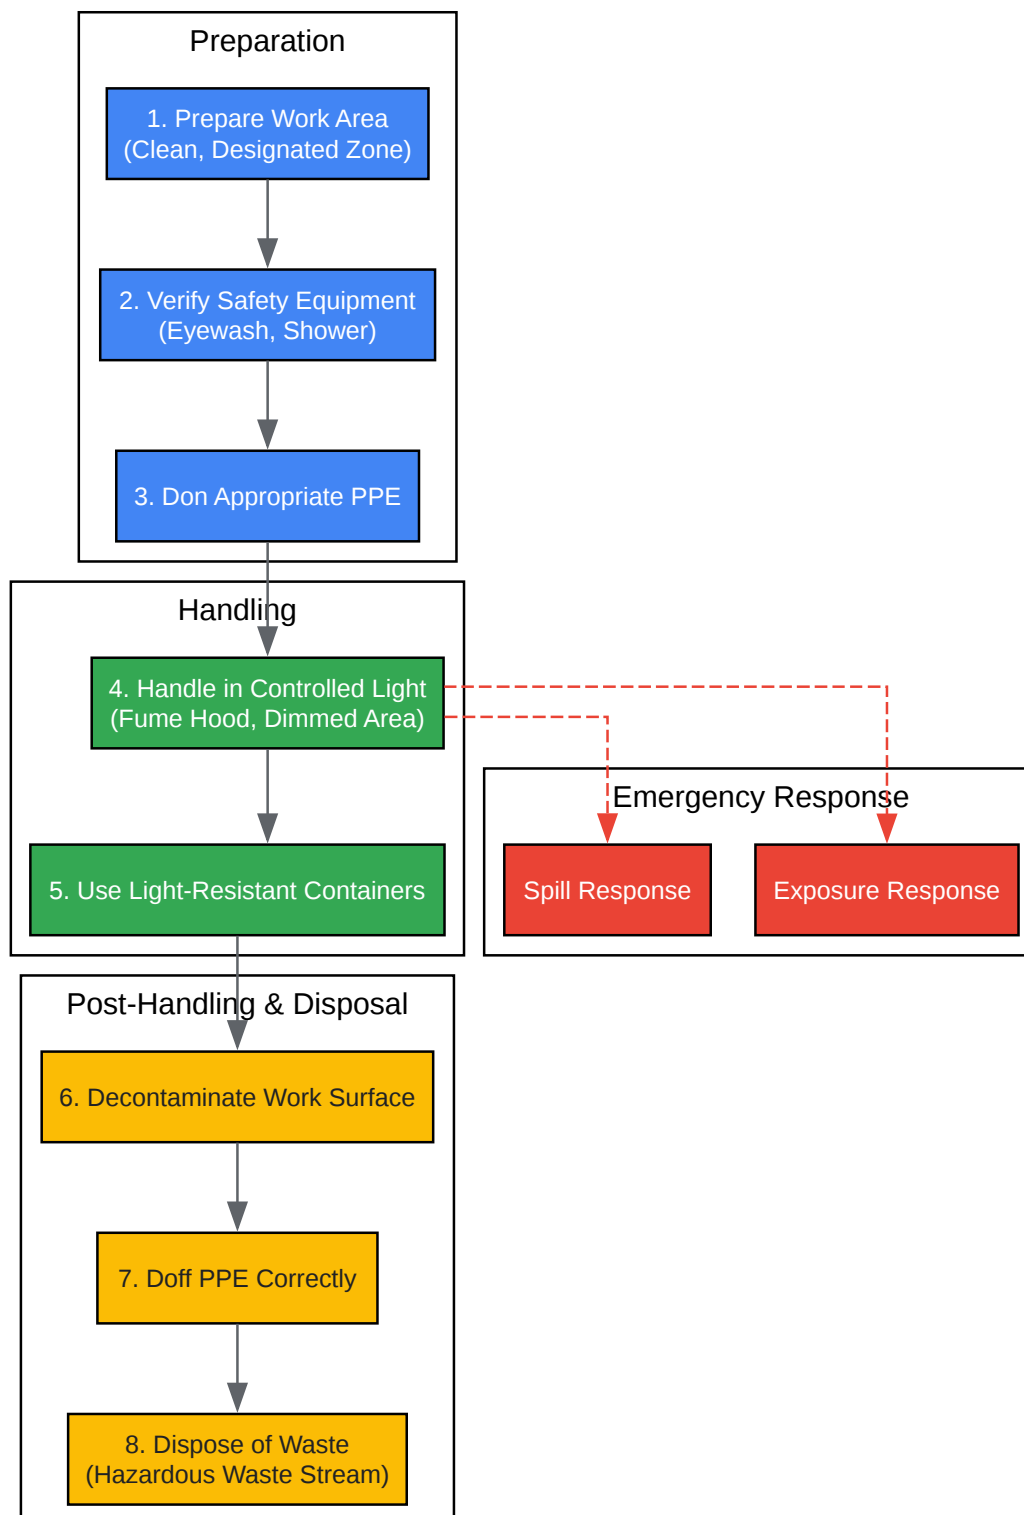 Preparation
1. Prepare Work Area
(Clean, Designated Zone)
2. Verify Safety Equipment
(Eyewash, Shower)
3. Don Appropriate PPE
Handling
4. Handle in Controlled Light
(Fume Hood, Dimmed Area)
5. Use Light-Resistant Containers
Emergency Response
Spill Response
Exposure Response
Post-Handling & Disposal
6. Decontaminate Work Surface
7. Doff PPE Correctly
8. Dispose of Waste
(Hazardous Waste Stream)